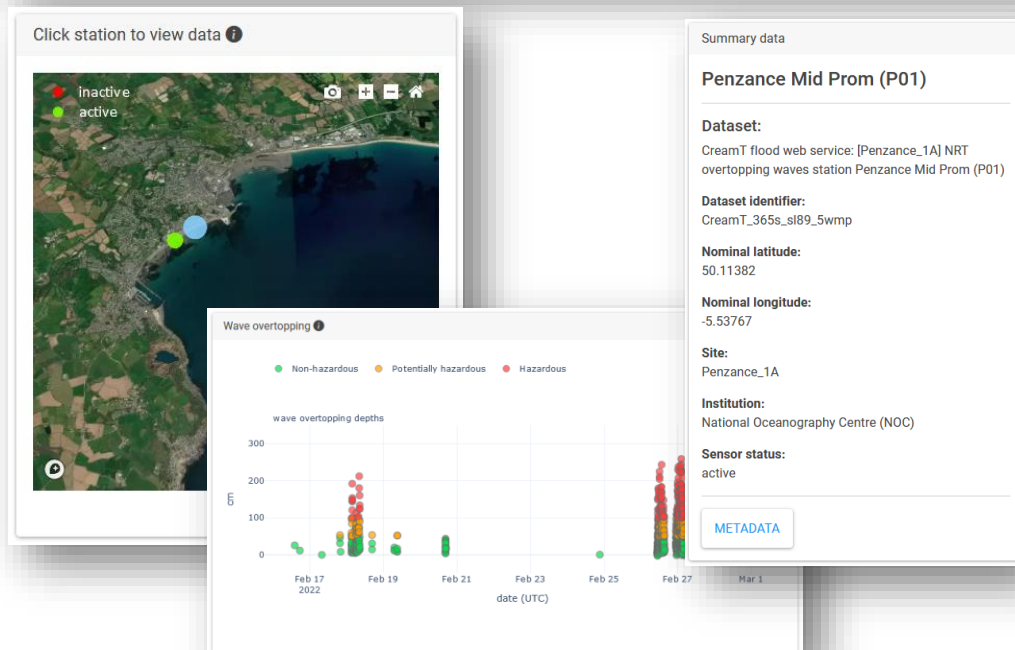 Click station to view data
inactive
active
Summary data
Penzance Mid Prom (P01)
Dataset:
CreamT flood web service: [Penzance_1A] NRT
overtopping waves station Penzance Mid Prom (P01)
Dataset identifier:
CreamT_365s_sl89_5wmp
Nominal latitude:
50.11382
Nominal longitude:
-5.53767
Site:
Penzance_1A
Institution:
National Oceanography Centre (NOC)
Sensor status:
active
METADATA
Wave overtopping
Non-hazardous
Potentially hazardous
Hazardous
wave overtopping depths
300
200
100
0
cm
Feb 17
2022
Feb 19
Feb 21
Feb 23
Feb 25
Feb 27
Mar 1
date (UTC)